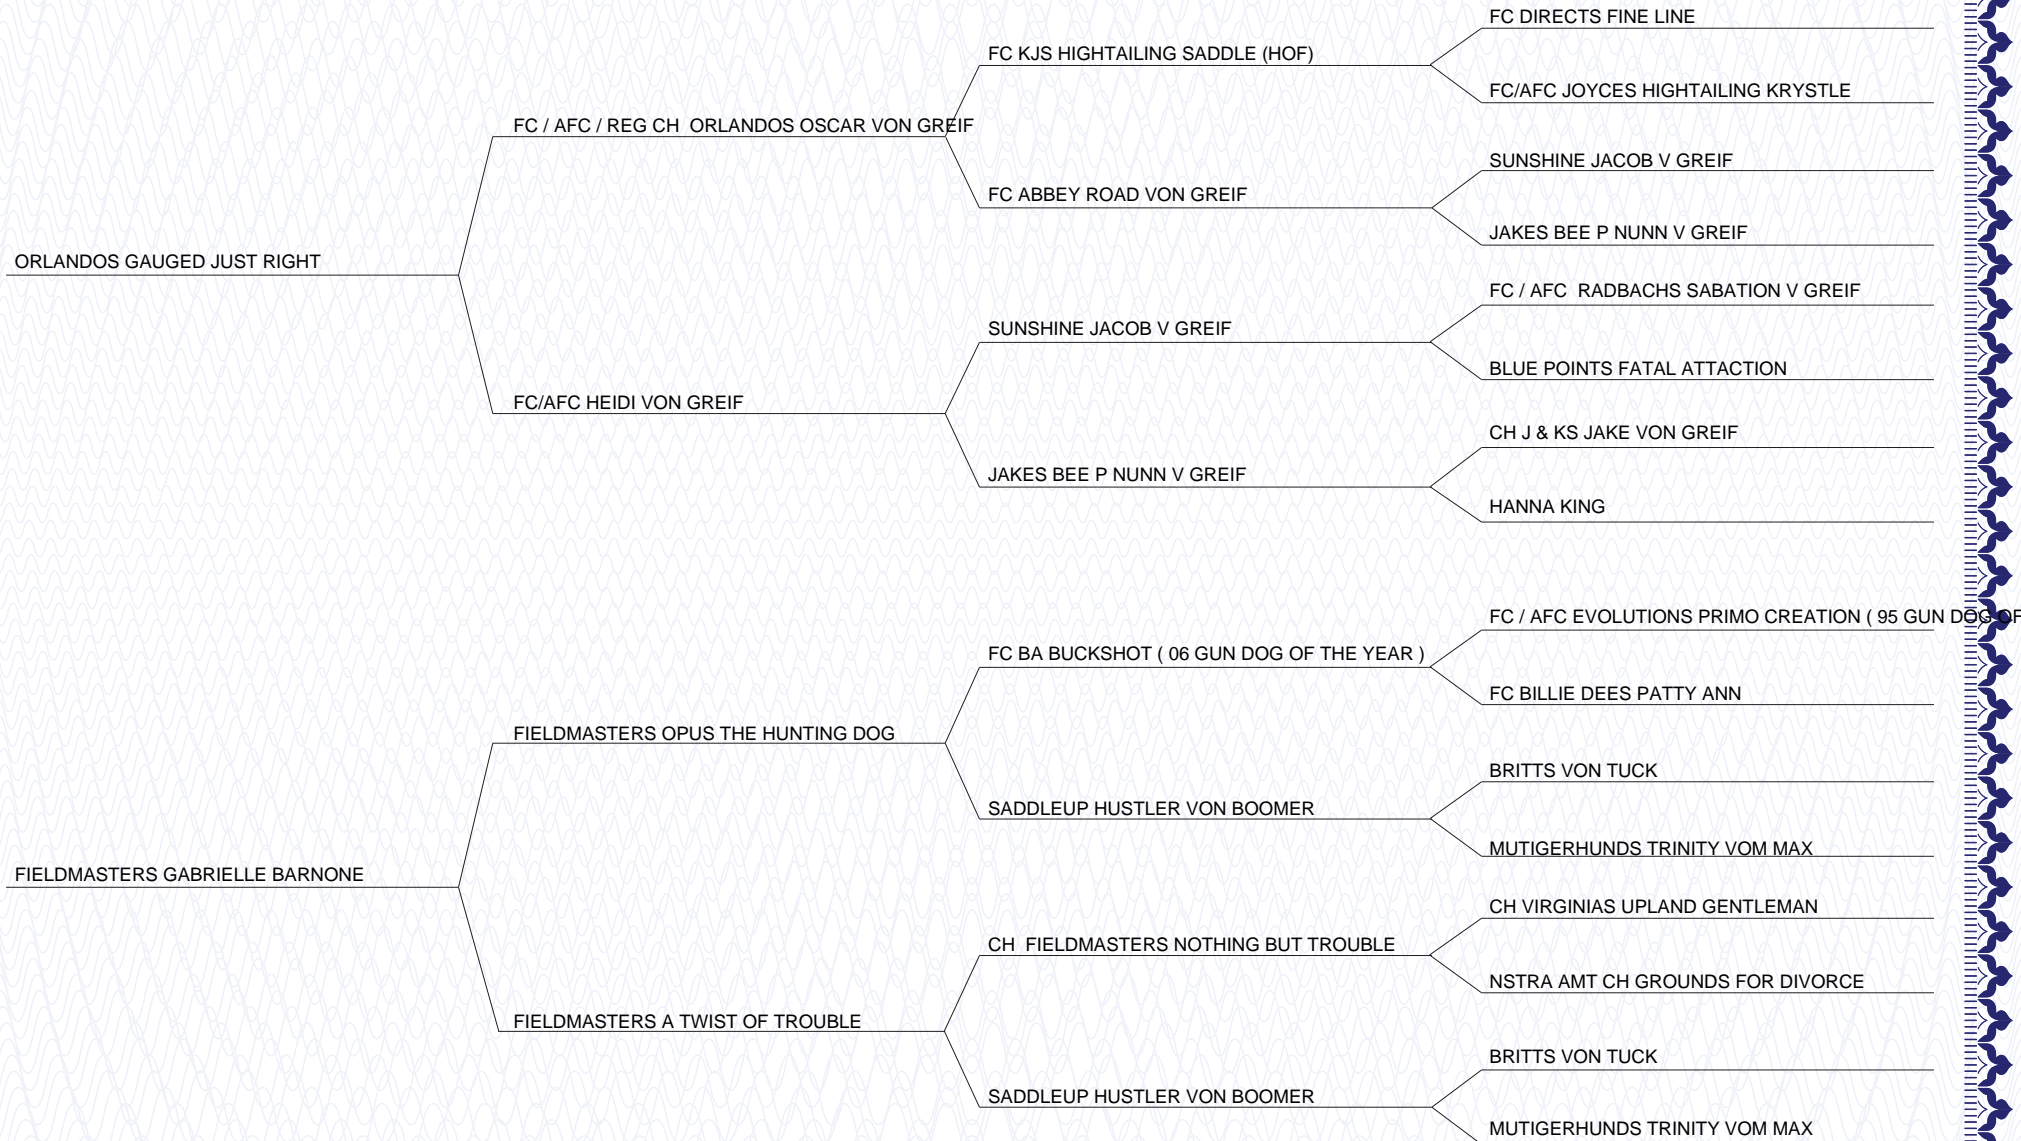 FC DIRECTS FINE LINE
FC KJS HIGHTAILING SADDLE (HOF)
FC/AFC JOYCES HIGHTAILING KRYSTLE
FC / AFC / REG CH  ORLANDOS OSCAR VON GREIF
SUNSHINE JACOB V GREIF
FC ABBEY ROAD VON GREIF
JAKES BEE P NUNN V GREIF
ORLANDOS GAUGED JUST RIGHT
FC / AFC  RADBACHS SABATION V GREIF
SUNSHINE JACOB V GREIF
BLUE POINTS FATAL ATTACTION
FC/AFC HEIDI VON GREIF
CH J & KS JAKE VON GREIF
JAKES BEE P NUNN V GREIF
HANNA KING
FC / AFC EVOLUTIONS PRIMO CREATION ( 95 GUN DOG OF
FC BA BUCKSHOT ( 06 GUN DOG OF THE YEAR )
FC BILLIE DEES PATTY ANN
FIELDMASTERS OPUS THE HUNTING DOG
BRITTS VON TUCK
SADDLEUP HUSTLER VON BOOMER
MUTIGERHUNDS TRINITY VOM MAX
FIELDMASTERS GABRIELLE BARNONE
CH VIRGINIAS UPLAND GENTLEMAN
CH  FIELDMASTERS NOTHING BUT TROUBLE
NSTRA AMT CH GROUNDS FOR DIVORCE
FIELDMASTERS A TWIST OF TROUBLE
BRITTS VON TUCK
SADDLEUP HUSTLER VON BOOMER
MUTIGERHUNDS TRINITY VOM MAX